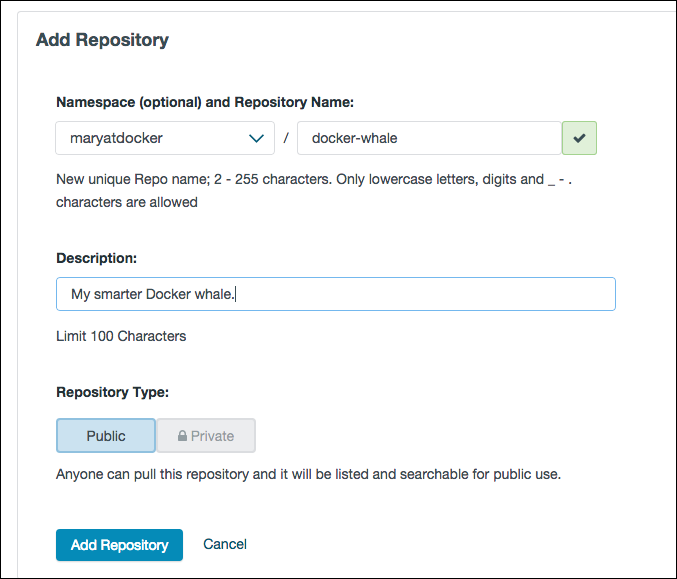 Add Repository
Namespace (optional) and Repository Name:
maryatdocker / docker-whale
New unique Repo name; 2 - 255 characters. Only lowercase letters, digits and _ - .
characters are allowed
Description:
My smarter Docker whale.
Limit 100 Characters
Repository Type:
Public Private
Anyone can pull this repository and it will be listed and searchable for public use.
Add Repository Cancel